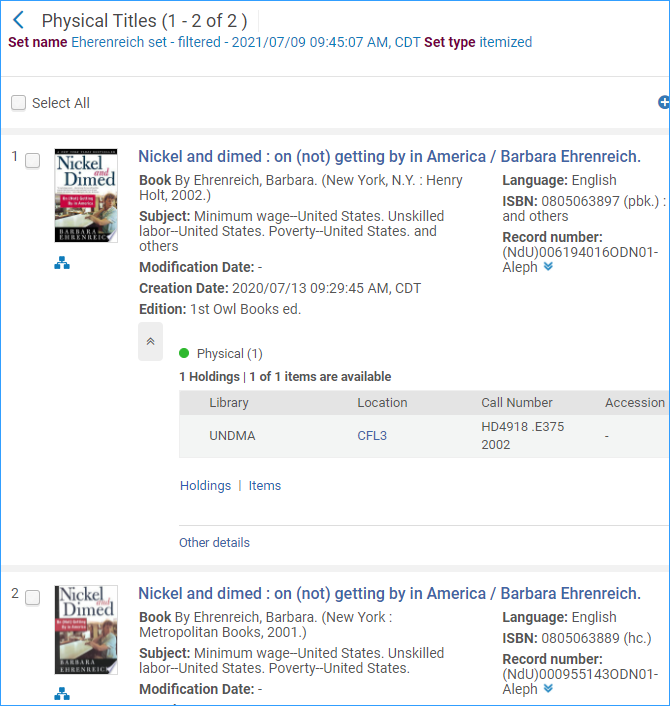 Physical Titles (1 - 2 of 2 )
Set name Eherenreich set - filtered - 2021/07/09 09:45:07 AM, CDT Set type itemized
Select All
1
Nickel
and
Dimed
BARBARA EHRENREICH
Nickel and dimed : on (not) getting by in America / Barbara Ehrenreich.
Book By Ehrenreich, Barbara. (New York, N.Y. : Henry
Holt, 2002.)
Subject: Minimum wage--United States. Unskilled
labor--United States. Poverty--United States. and
others
Modification Date: -
Creation Date: 2020/07/13 09:29:45 AM, CDT
Edition: 1st Owl Books ed.
Language: English
ISBN: 0805063897 (pbk.) :
and others
Record number:
(NdU)006194016ODN01-
Aleph
Physical (1)
1 Holdings | 1 of 1 items are available
Library Location Call Number Accession
UNDMA CFL3 HD4918 .E375 -
2002
Holdings | Items
Other details
2
Nickel
and
Dimed
BARBARA EHRENREICH
Nickel and dimed : on (not) getting by in America / Barbara Ehrenreich.
Book By Ehrenreich, Barbara. (New York :
Metropolitan Books, 2001.)
Subject: Minimum wage--United States. Unskilled
labor--United States. Poverty--United States.
Modification Date: -
Language: English
ISBN: 0805063889 (hc.)
Record number:
(NdU)000955143ODN01-
Aleph